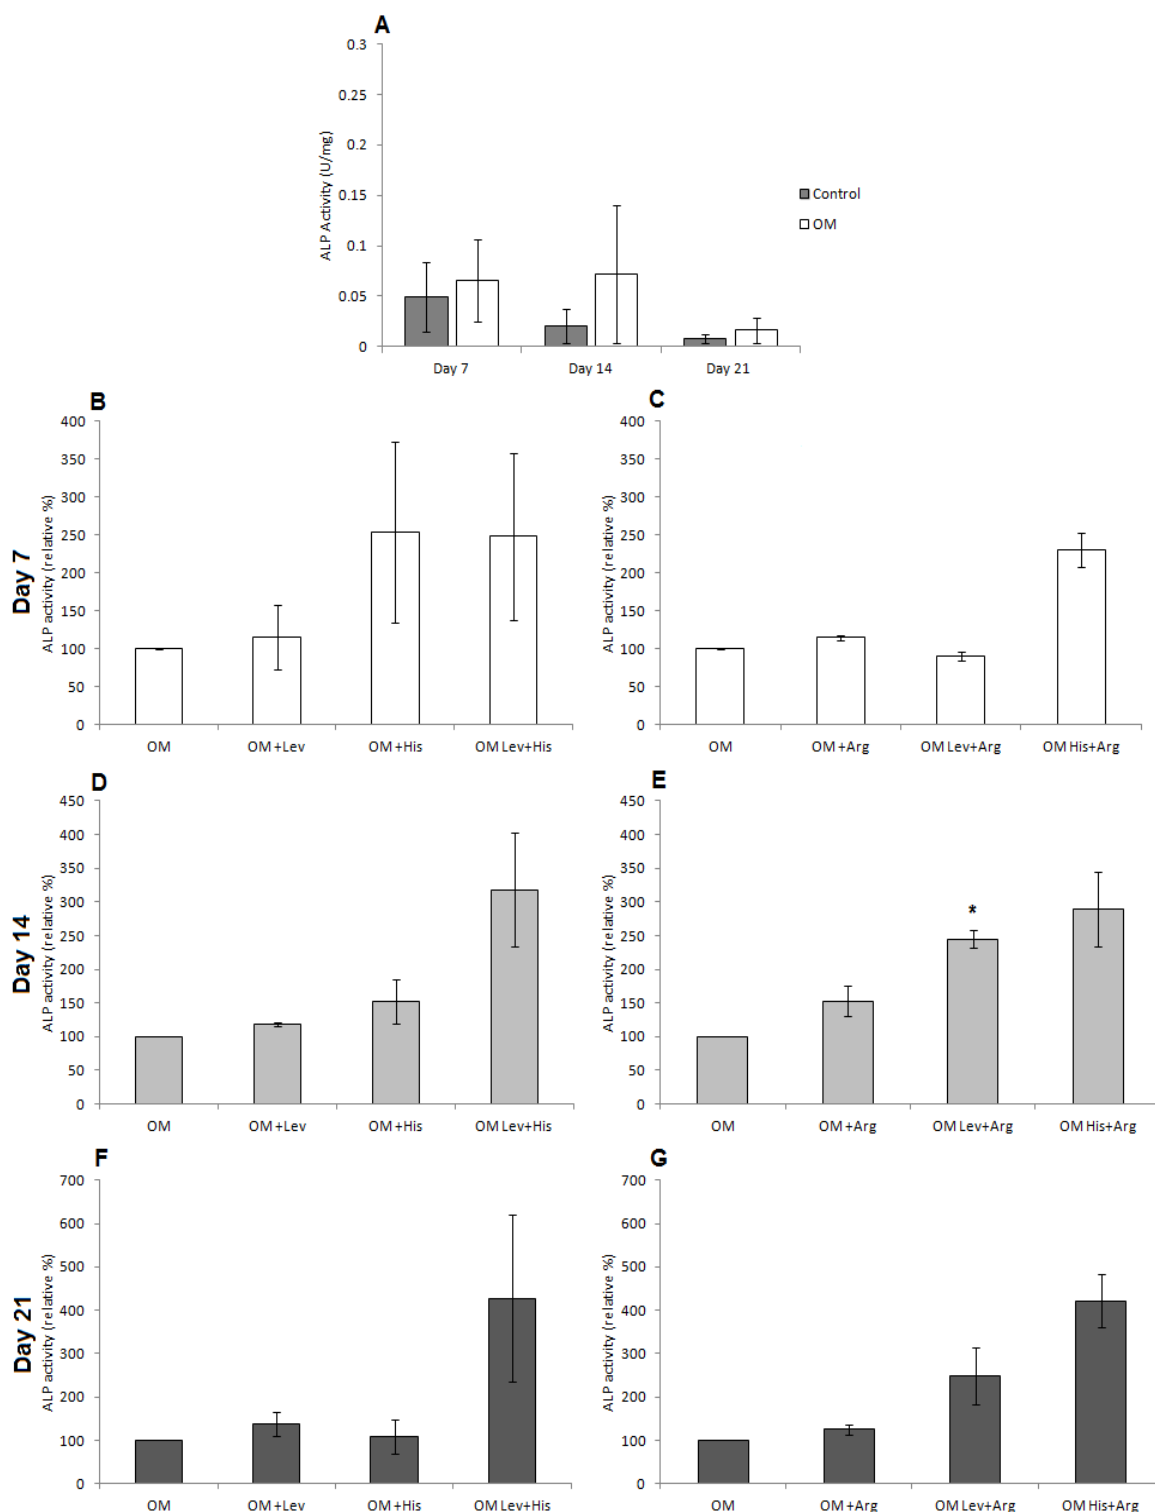 A
0.3
0.25
0.2
0.15
0.1
0.05
0
ALP Activity (U/mg)
Control
OM
Day 7 Day 14 Day 21
Day 7
B
400
350
300
250
200
150
100
50
0
ALP activity (relative %)
OM OM +Lev OM +His OM Lev+His
C
400
350
300
250
200
150
100
50
0
ALP activity (relative %)
OM OM +Arg OM Lev+Arg OM His+Arg
Day 14
D
450
400
350
300
250
200
150
100
50
0
ALP activity (relative %)
OM OM +Lev OM +His OM Lev+His
E
450
400
350
300
250
200
150
100
50
0
ALP activity (relative %)
*
OM OM +Arg OM Lev+Arg OM His+Arg
Day 21
F
700
600
500
400
300
200
100
0
ALP activity (relative %)
OM OM +Lev OM +His OM Lev+His
G
700
600
500
400
300
200
100
0
ALP activity (relative %)
OM OM +Arg OM Lev+Arg OM His+Arg